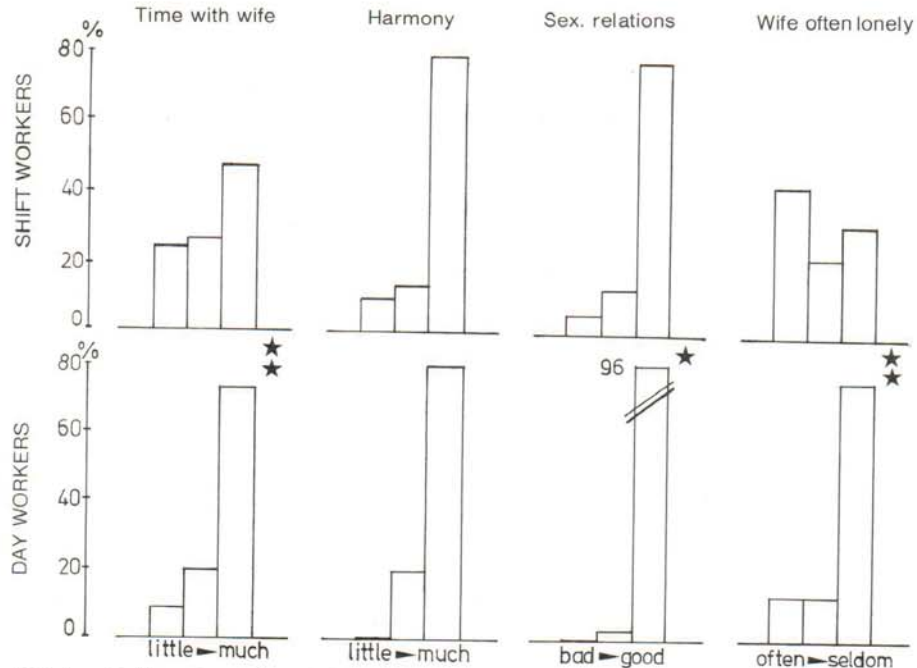 Time with wife Harmony Sex. relations Wife often lonely
%
80
60
40
20
0
SHIFT WORKERS
★ ★ ★
% 96
★ ★
80
60
40
20
0
DAY WORKERS
little ► much little ► much bad ► good often ► seldom